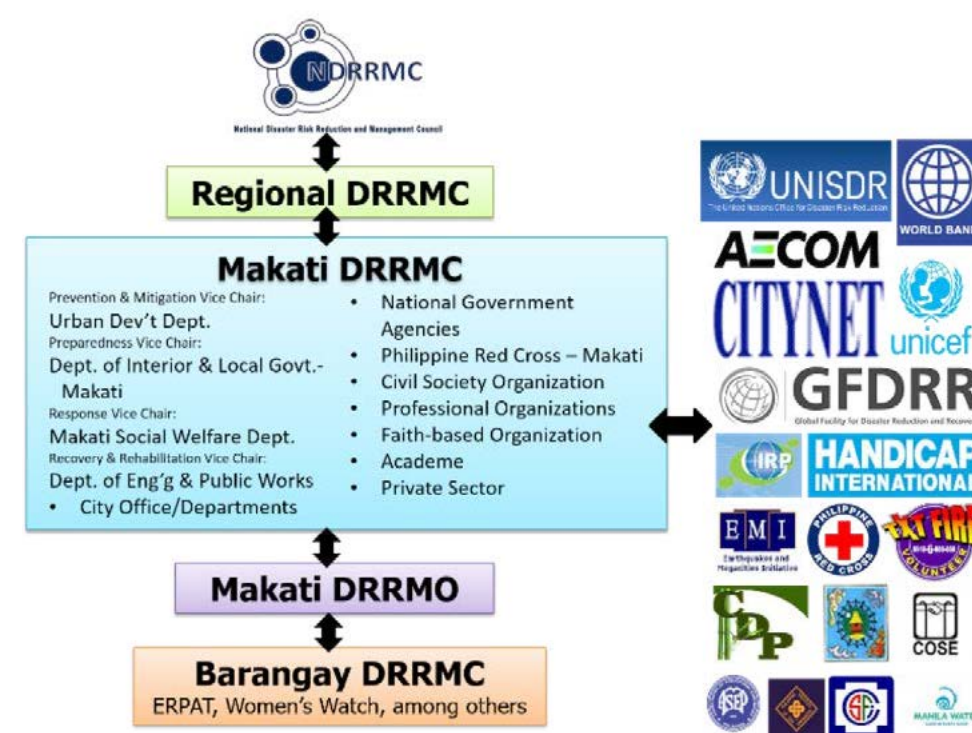 NDRRMC
National Disaster Risk Reduction and Management Council
Regional DRRMC
Makati DRRMC
Prevention & Mitigation Vice Chair:
Urban Dev't Dept.
Preparedness Vice Chair:
Dept. of Interior & Local Govt.-
Makati
Response Vice Chair:
Makati Social Welfare Dept.
Recovery & Rehabilitation Vice Chair:
Dept. of Eng'g & Public Works
• City Office/Departments
• National Government
Agencies
• Philippine Red Cross – Makati
• Civil Society Organization
• Professional Organizations
• Faith-based Organization
• Academe
• Private Sector
Makati DRRMO
Barangay DRRMC
ERPAT, Women's Watch, among others
UNISDR
The United Nations Office for Disaster Risk Reduction
WORLD BANK
AECOM
CITYNET
unicef
GFDRR
Global Facility for Disaster Reduction and Recove
IRP
HANDICAP
INTERNATIONAL
EMI
Earthquakes and
Megacities Initiative
PHILIPPINE
RED CROSS
TXT FIRE
VOLUNTEER
CDP
COSE
ASEP
MANILA WATE